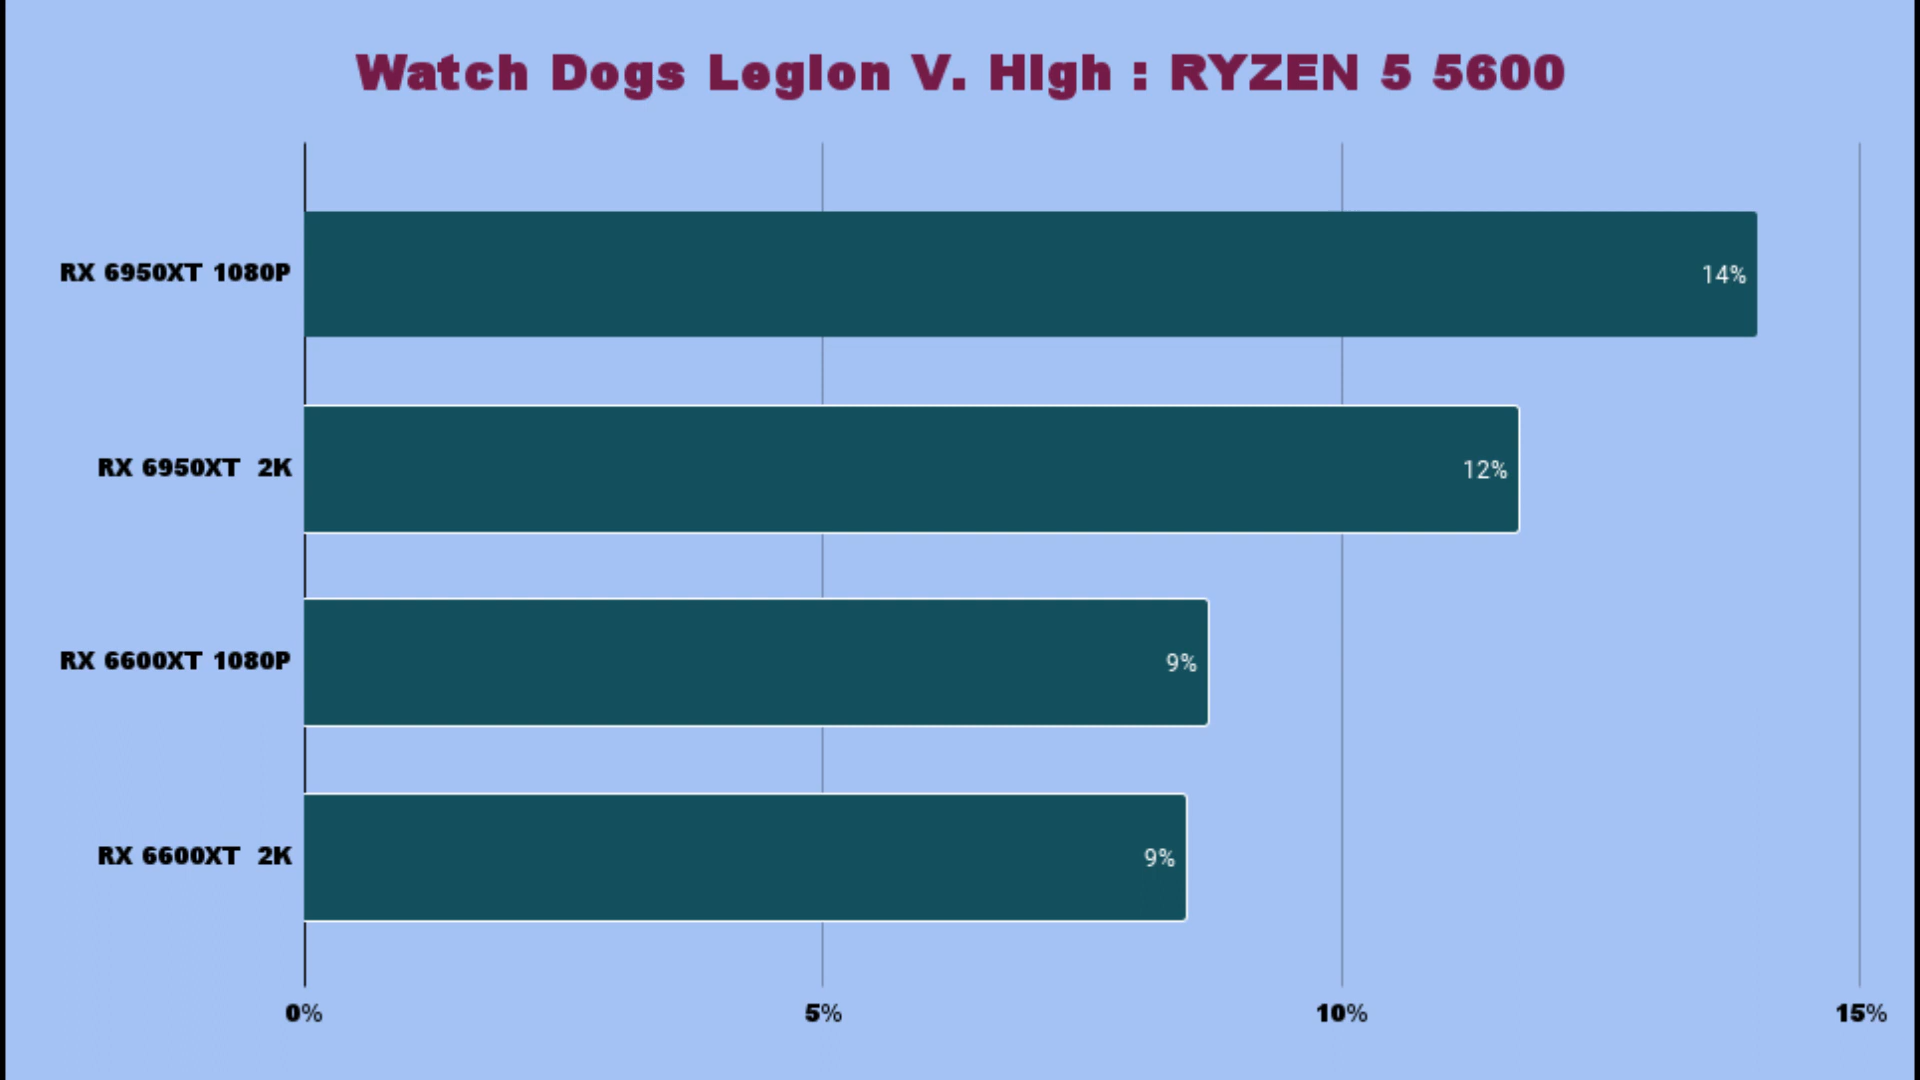 Watch Dogs Legion V. High : RYZEN 5 5600
RX 6950XT 1080P
14%
RX 6950XT 2K
12%
RX 6600XT 1080P
9%
RX 6600XT 2K
9%
0% 5% 10% 15%